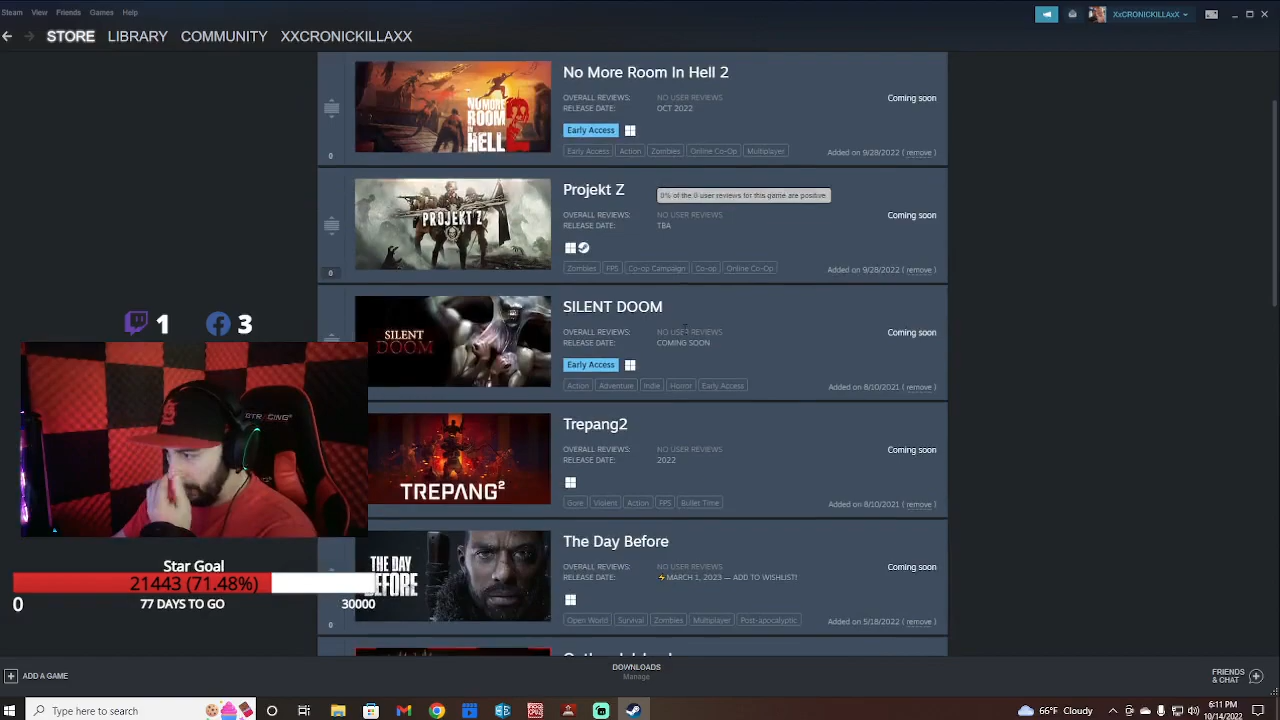 Steam View Friends Games Help
XxCRONICKILLAxX
STORE LIBRARY COMMUNITY XXCRONICKILLAXX
No More Room In Hell 2
NO MORE ROOM IN HELL 2
OVERALL REVIEWS: NO USER REVIEWS
RELEASE DATE: OCT 2022
Coming soon
Early Access
0
Early Access Action Zombies Online Co-Op Multiplayer
Added on 9/28/2022 ( remove )
Projekt Z
0% of the 0 user reviews for this game are positive
PROJEKT Z
OVERALL REVIEWS: NO USER REVIEWS
RELEASE DATE: TBA
Coming soon
0
Zombies FPS Co-op Campaign Co-op Online Co-Op
Added on 9/28/2022 ( remove )
SILENT DOOM
SILENT DOOM
OVERALL REVIEWS: NO USER REVIEWS
RELEASE DATE: COMING SOON
Coming soon
Early Access
Action Adventure Indie Horror Early Access
Added on 8/10/2021 ( remove )
1 3
GTRACING
Trepang2
TREPANG2
OVERALL REVIEWS: NO USER REVIEWS
RELEASE DATE: 2022
Coming soon
Gore Violent Action FPS Bullet Time
Added on 8/10/2021 ( remove )
The Day Before
THE DAY BEFORE
OVERALL REVIEWS: NO USER REVIEWS
RELEASE DATE: ⚡MARCH 1, 2023 — ADD TO WISHLIST!
Coming soon
0
Open World Survival Zombies Multiplayer Post-apocalyptic
Added on 5/18/2022 ( remove )
Star Goal
21443 (71.48%)
0 77 DAYS TO GO 30000
ADD A GAME
DOWNLOADS
Manage
FRIENDS & CHAT
Type here to search
66°F Cloudy
10/14/2022